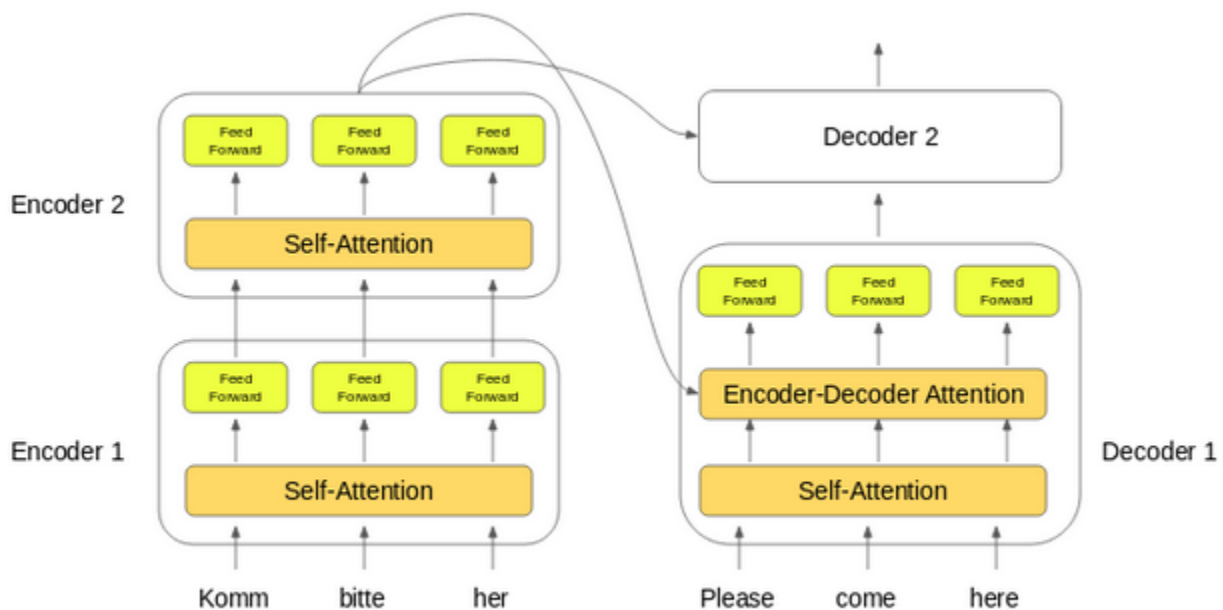 Feed
Forward
Feed
Forward
Feed
Forward
Encoder 2
Self-Attention
Feed
Forward
Feed
Forward
Feed
Forward
Encoder 1
Self-Attention
Komm bitte her
Decoder 2
Feed
Forward
Feed
Forward
Feed
Forward
Encoder-Decoder Attention
Decoder 1
Self-Attention
Please come here